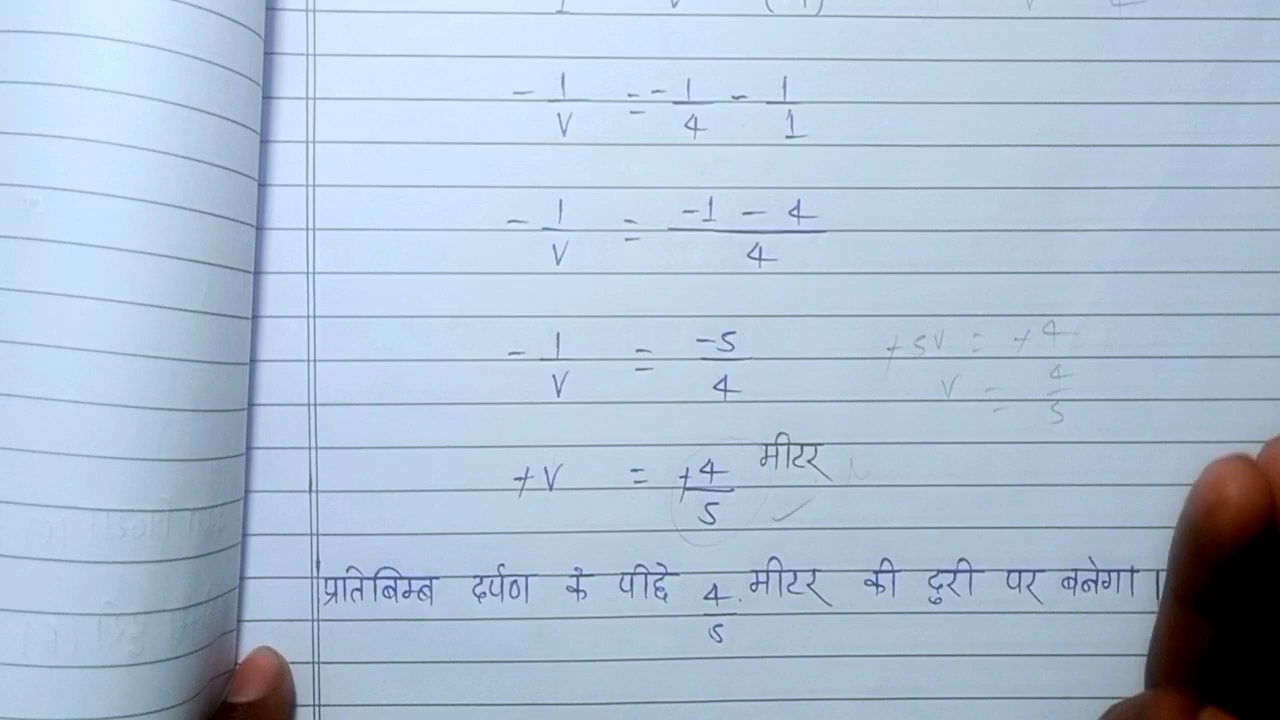 - 1/V = - 1/4 - 1/1
- 1/V = (-1 - 4)/4
- 1/V = -5/4
+5V = +4
V = 4/5
+V = +4/5 मीटर ✓
प्रतिबिम्ब दर्पण के पीछे 4/5 मीटर की दुरी पर बनेगा।